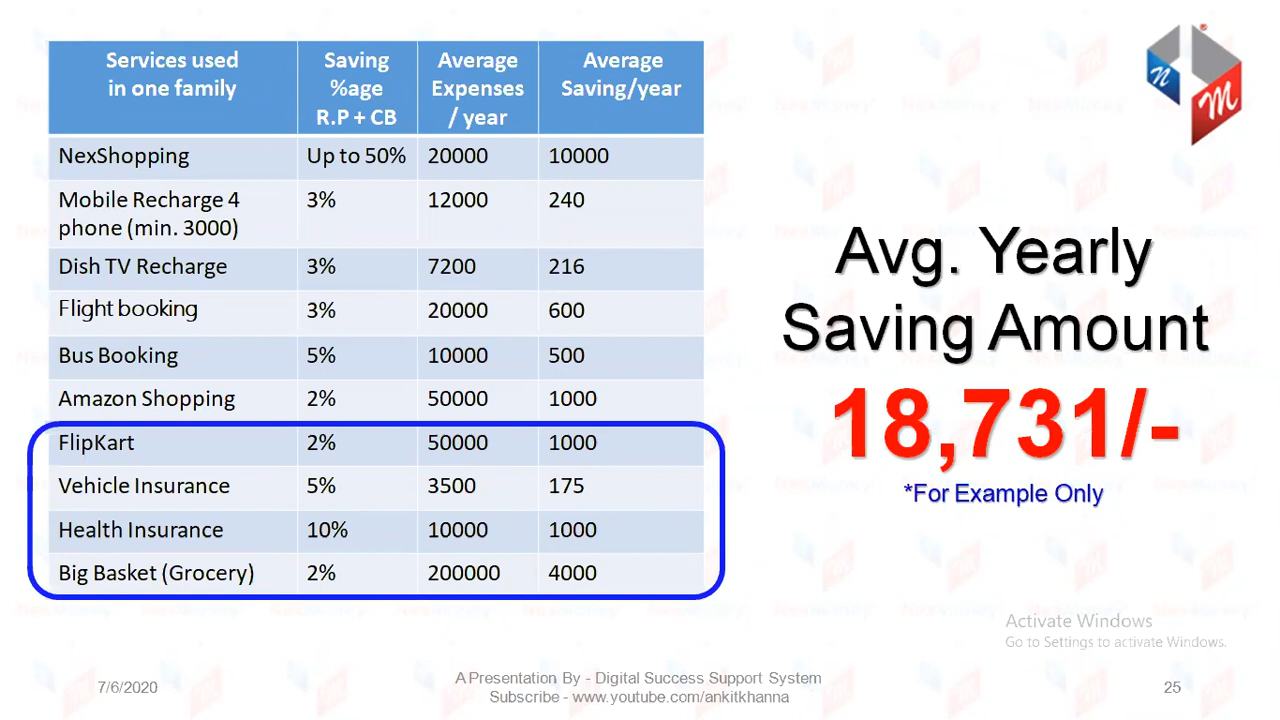 Services used
in one family
Saving
%age
R.P + CB
Average
Expenses
/ year
Average
Saving/year
NexShopping
Up to 50%
20000
10000
Mobile Recharge 4
phone (min. 3000)
3%
12000
240
Dish TV Recharge
3%
7200
216
Flight booking
3%
20000
600
Bus Booking
5%
10000
500
Amazon Shopping
2%
50000
1000
FlipKart
2%
50000
1000
Vehicle Insurance
5%
3500
175
Health Insurance
10%
10000
1000
Big Basket (Grocery)
2%
200000
4000
n
M
Avg. Yearly
Saving Amount
18,731/-
*For Example Only
Activate Windows
Go to Settings to activate Windows.
7/6/2020
A Presentation By - Digital Success Support System
Subscribe - www.youtube.com/ankitkhanna
25